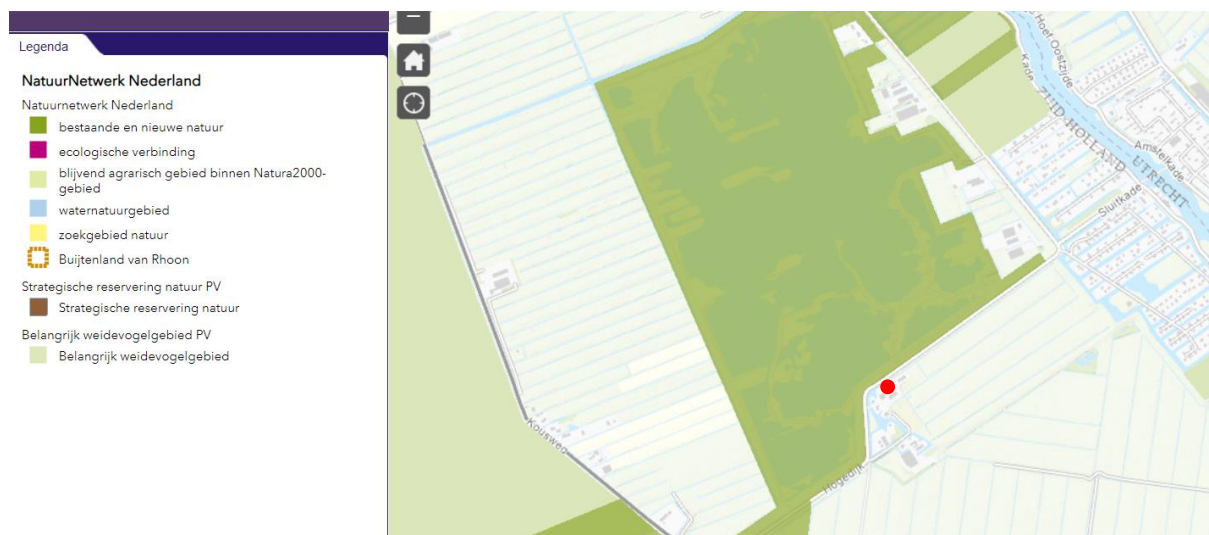 Legenda
NatuurNetwerk Nederland
Natuurnetwerk Nederland
bestaande en nieuwe natuur
ecologische verbinding
blijvend agrarisch gebied binnen Natura2000-
gebied
waternatuurgebied
zoekgebied natuur
Buijtenland van Rhoon
Strategische reservering natuur PV
Strategische reservering natuur
Belangrijk weidevogelgebied PV
Belangrijk weidevogelgebied
Hoef Oostzijde
Kade
ZUID-HOLLAND
UTRECHT
Amstelkade
Sluitkade
Kousweg
Hogedijk